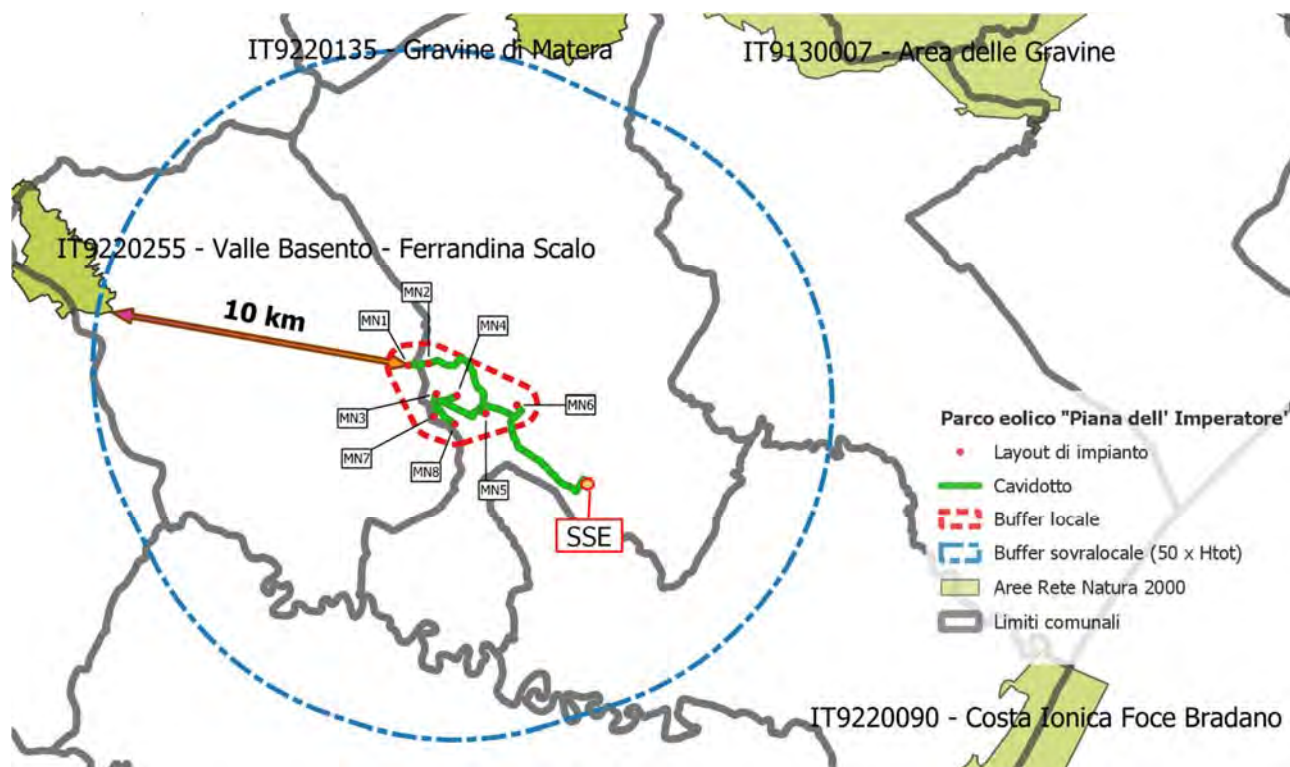 IT9220135 - Gravine di Matera
IT9130007 - Area delle Gravine
IT9220255 - Valle Basento - Ferrandina Scalo
10 km
MN1
MN2
MN4
MN3
MN6
MN7
MN8
MN5
SSE
Parco eolico "Piana dell' Imperatore"
Layout di impianto
Cavidotto
Buffer locale
Buffer sovralocale (50 x Htot)
Aree Rete Natura 2000
Limiti comunali
IT9220090 - Costa Ionica Foce Bradano